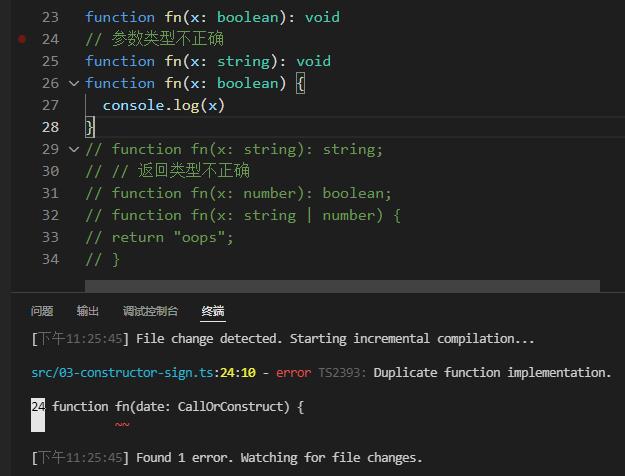 23 function fn(x: boolean): void
24 // 参数类型不正确
25 function fn(x: string): void
26 function fn(x: boolean) {
27 console.log(x)
28 }
29 // function fn(x: string): string;
30 // // 返回类型不正确
31 // function fn(x: number): boolean;
32 // function fn(x: string | number) {
33 // return "oops";
34 // }
问题 输出 调试控制台 终端
[下午11:25:45] File change detected. Starting incremental compilation...
src/03-constructor-sign.ts:24:10 - error TS2393: Duplicate function implementation.
24 function fn(date: CallOrConstruct) {
~~
[下午11:25:45] Found 1 error. Watching for file changes.